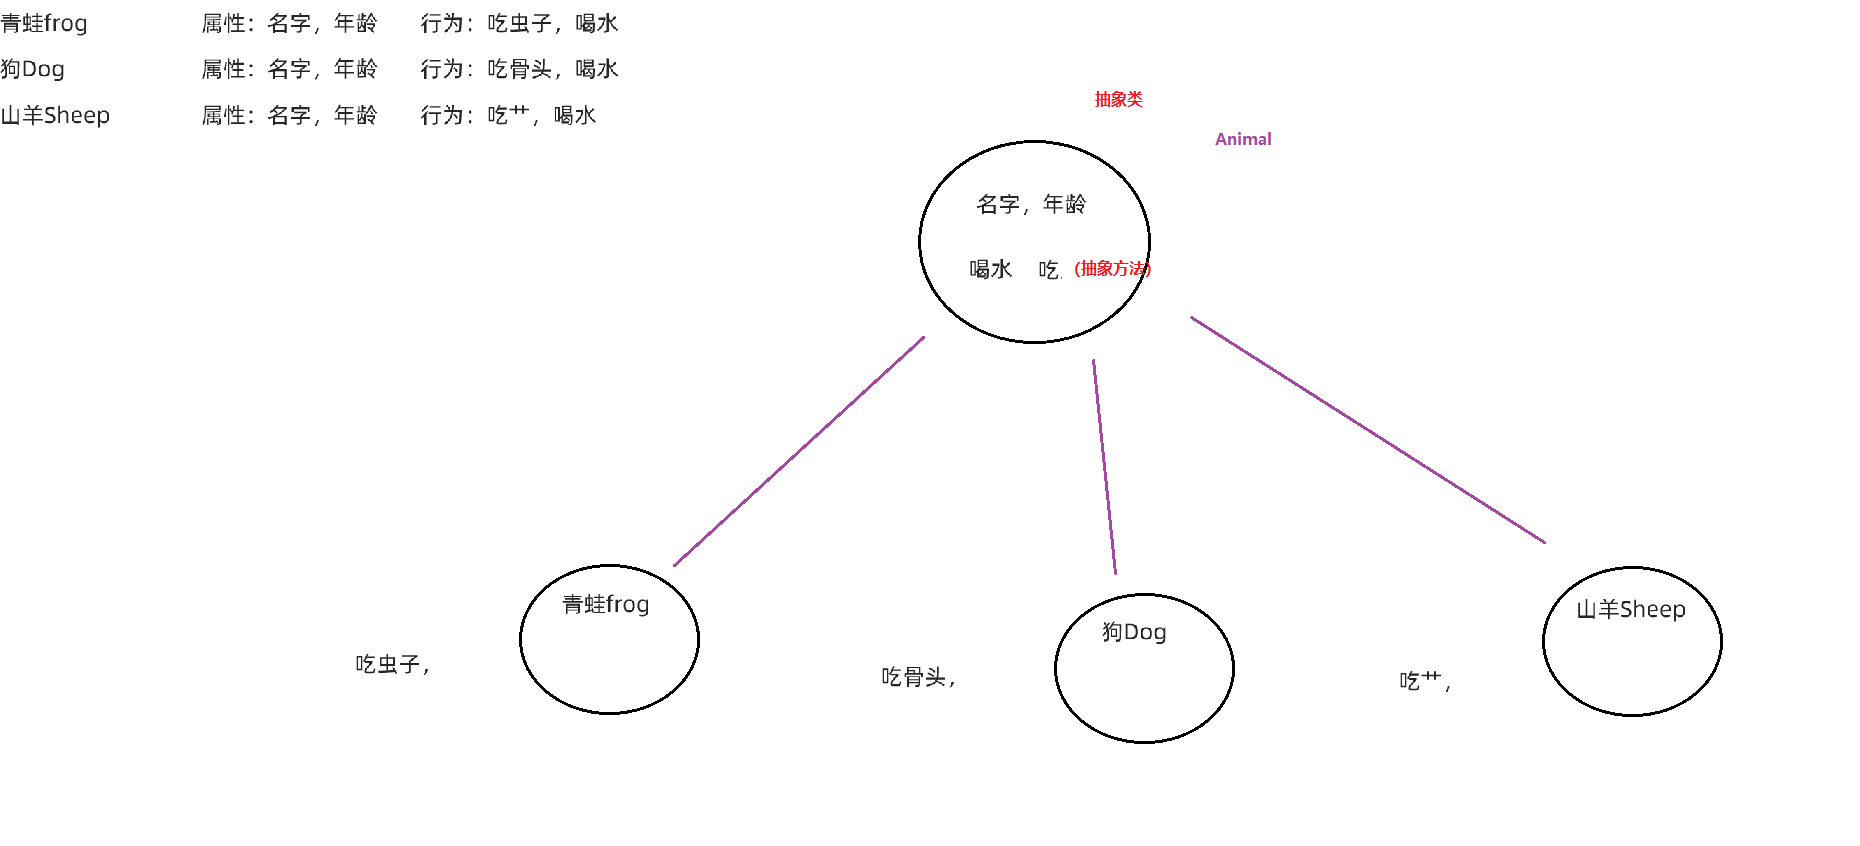 青蛙frog 属性：名字，年龄 行为：吃虫子，喝水
狗Dog 属性：名字，年龄 行为：吃骨头，喝水
山羊Sheep 属性：名字，年龄 行为：吃艹，喝水
抽象类
Animal
名字，年龄
喝水 吃 (抽象方法)
青蛙frog
吃虫子，
狗Dog
吃骨头，
山羊Sheep
吃艹，